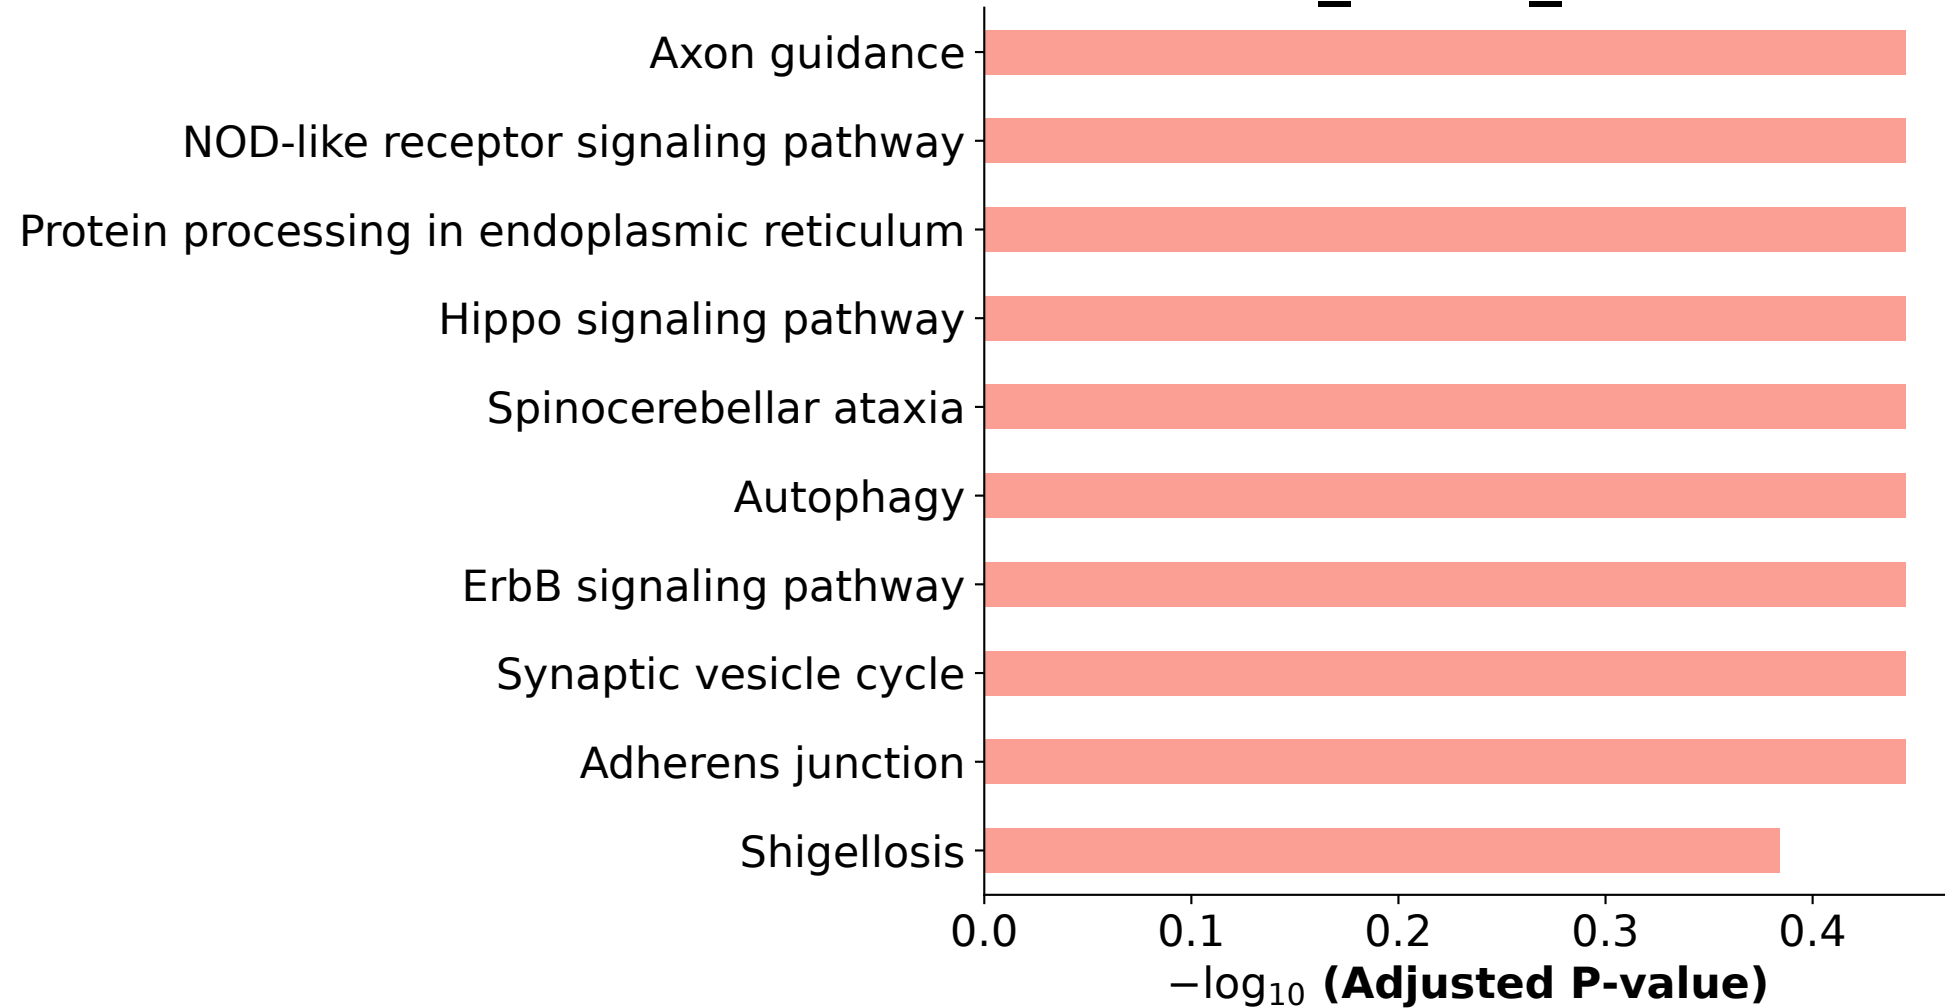 Axon guidance
NOD-like receptor signaling pathway
Protein processing in endoplasmic reticulum
Hippo signaling pathway
Spinocerebellar ataxia
Autophagy
ErbB signaling pathway
Synaptic vesicle cycle
Adherens junction
Shigellosis
0.0 0.1 0.2 0.3 0.4
−log₁₀ (Adjusted P-value)